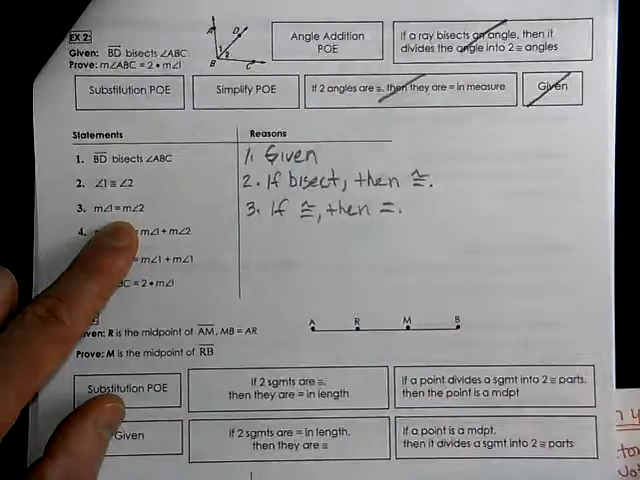 EX 2:
Given: BD bisects ∠ABC
Prove: m∠ABC = 2 • m∠1
A
D
1
2
B
C
Angle Addition
POE
If a ray bisects an angle, then it
divides the angle into 2 ≅ angles
Substitution POE
Simplify POE
If 2 angles are ≅, then they are = in measure
Given
Statements
Reasons
1. BD bisects ∠ABC
1. Given
2. ∠1 ≅ ∠2
2. If bisect, then ≅.
3. m∠1 = m∠2
3. If ≅, then =.
4. = m∠1 + m∠2
= m∠1 + m∠1
BC = 2 • m∠1
A R M B
ven: R is the midpoint of AM, MB = AR
Prove: M is the midpoint of RB
Substitution POE
If 2 sgmts are ≅,
then they are = in length
If a point divides a sgmt into 2 ≅ parts,
then the point is a mdpt
Given
If 2 sgmts are = in length,
then they are ≅
If a point is a mdpt,
then it divides a sgmt into 2 ≅ parts